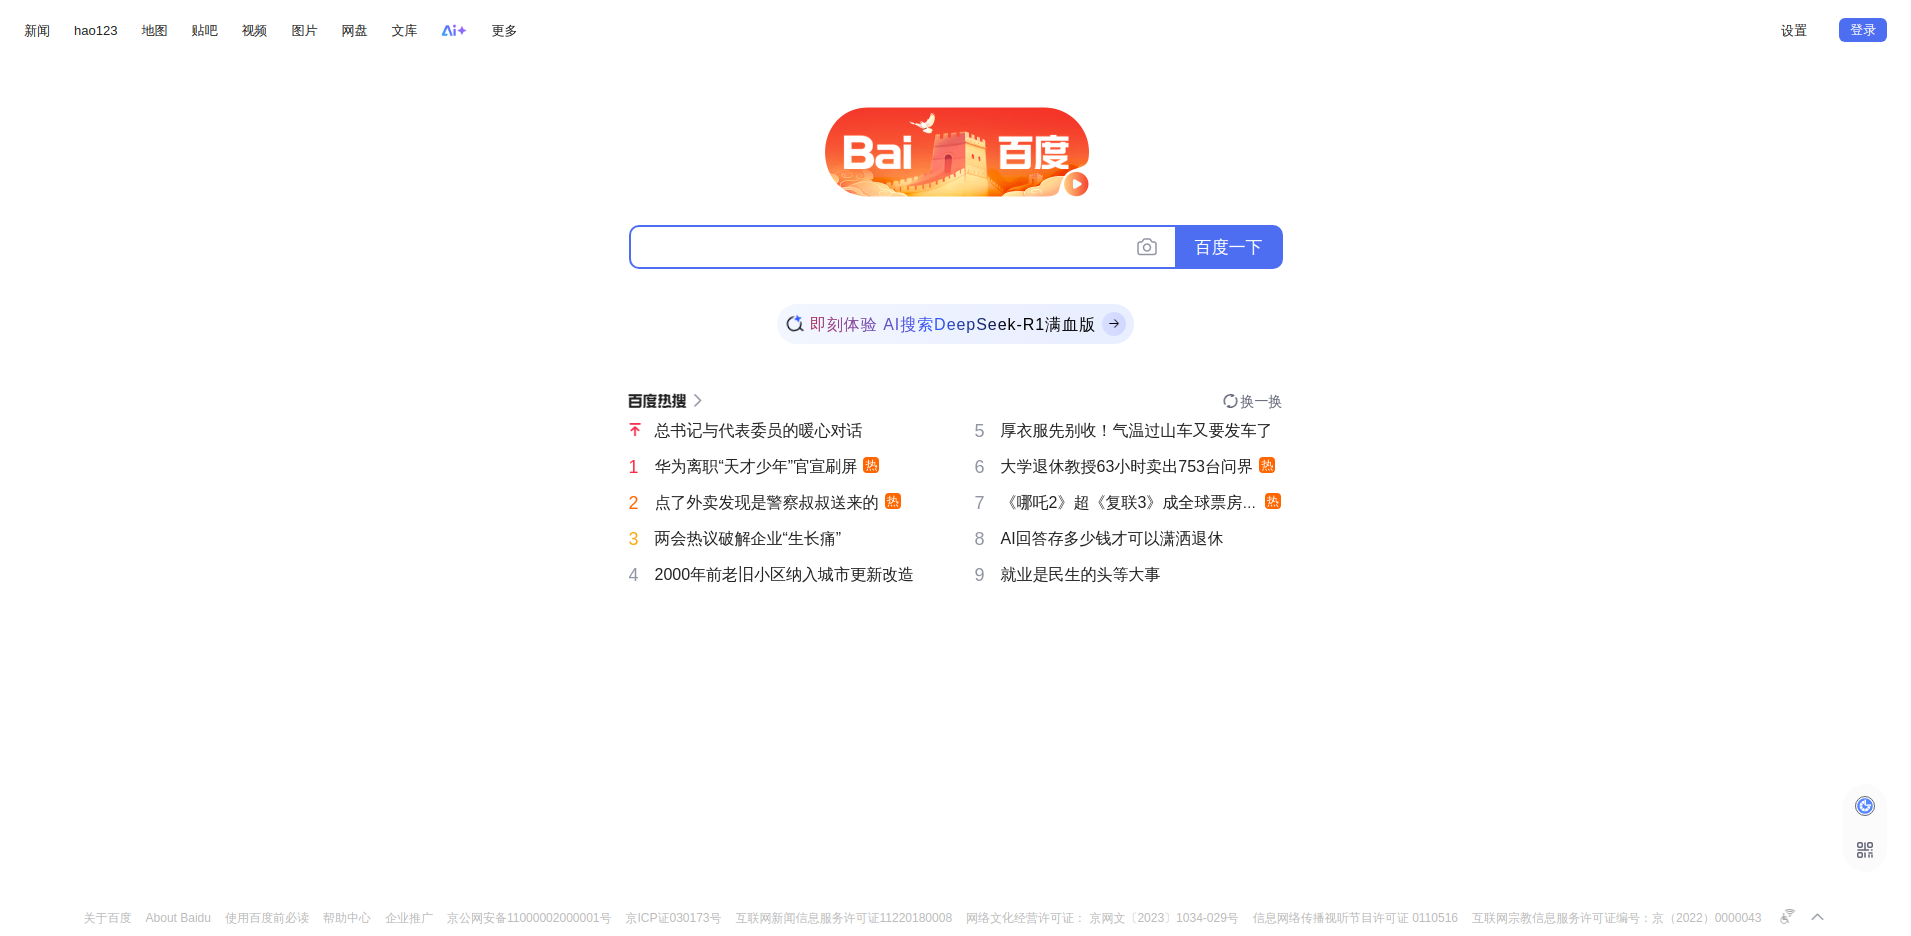 新闻 hao123 地图 贴吧 视频 图片 网盘 文库 Ai+ 更多 设置 登录
Bai 百度
百度一下
即刻体验 AI搜索DeepSeek-R1满血版
百度热搜 换一换
总书记与代表委员的暖心对话
1 华为离职“天才少年”官宣刷屏 热
2 点了外卖发现是警察叔叔送来的 热
3 两会热议破解企业“生长痛”
4 2000年前老旧小区纳入城市更新改造
5 厚衣服先别收！气温过山车又要发车了
6 大学退休教授63小时卖出753台问界 热
7 《哪吒2》超《复联3》成全球票房... 热
8 AI回答存多少钱才可以潇洒退休
9 就业是民生的头等大事
关于百度 About Baidu 使用百度前必读 帮助中心 企业推广 京公网安备11000002000001号 京ICP证030173号 互联网新闻信息服务许可证11220180008 网络文化经营许可证： 京网文〔2023〕1034-029号 信息网络传播视听节目许可证 0110516 互联网宗教信息服务许可证编号：京（2022）0000043